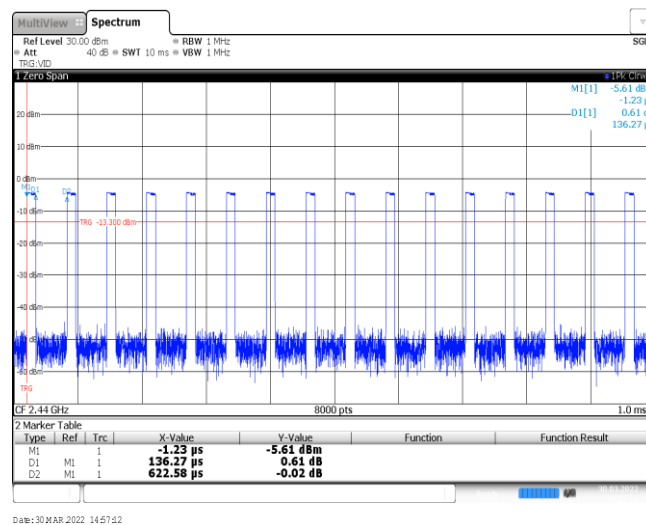 MultiView Spectrum
Ref Level 30.00 dBm RBW 1 MHz SGL
Att 40 dB SWT 10 ms VBW 1 MHz
TRG:VID
1 Zero Span 1Pk Clrw
M1[1] -5.61 dB
-1.23
D1[1] 0.61
136.27
20 dBm
10 dBm
0 dBm
M1 D1 D2
-10 dBm
TRG -13.300 dBm
-20 dBm
-30 dBm
-40 dBm
-50 dBm
TRG
CF 2.44 GHz 8000 pts 1.0 ms
2 Marker Table
Type Ref Trc X-Value Y-Value Function Function Result
M1 1 -1.23 µs -5.61 dBm
D1 M1 1 136.27 µs 0.61 dB
D2 M1 1 622.58 µs -0.02 dB
Date: 30.MAR.2022 14:57:12